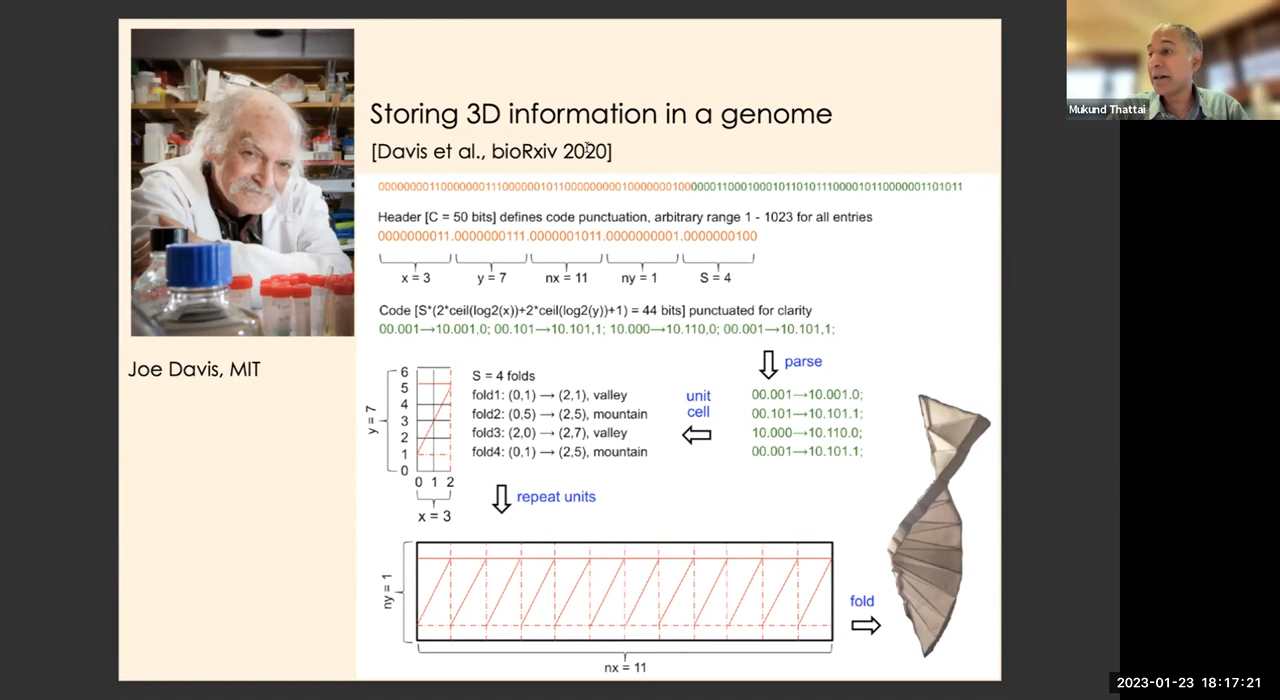 Storing 3D information in a genome
[Davis et al., bioRxiv 2020]
Mukund Thattai
Header [C = 50 bits] defines code punctuation, arbitrary range 1 - 1023 for all entries
0000000011.0000000111.0000001011.0000000001.0000000100
x = 3 y = 7 nx = 11 ny = 1 S = 4
Code [S*(2*ceil(log2(x))+2*ceil(log2(y))+1) = 44 bits] punctuated for clarity
00.001→10.001,0; 00.101→10.101,1; 10.000→10.110,0; 00.001→10.101,1;
Joe Davis, MIT
parse
00.001→10.001.0;
00.101→10.101.1;
10.000→10.110.0;
00.001→10.101.1;
unit
cell
S = 4 folds
fold1: (0,1) → (2,1), valley
fold2: (0,5) → (2,5), mountain
fold3: (2,0) → (2,7), valley
fold4: (0,1) → (2,5), mountain
y = 7
6
5
4
3
2
1
0
0 1 2
x = 3
repeat units
ny = 1
nx = 11
fold
2023-01-23 18:17:21